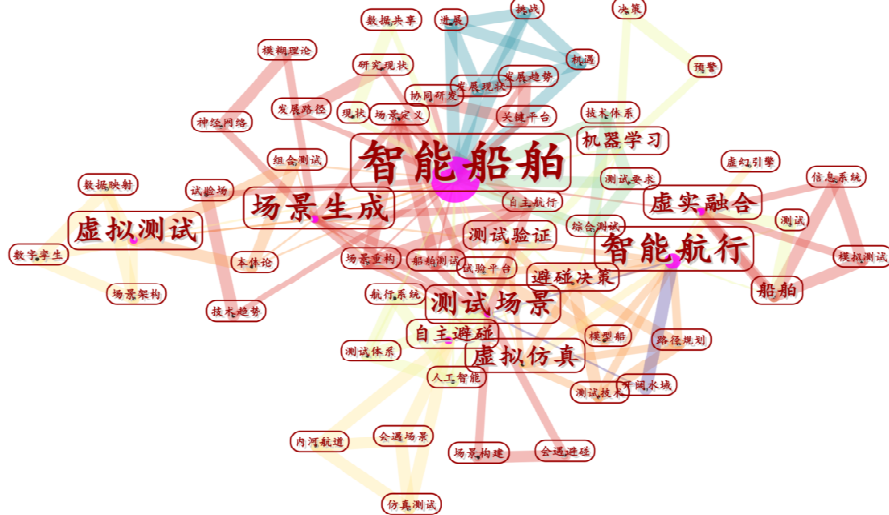 挑战
决策
数据共享
进展
模糊理论
机遇
研究现状
预警
发展趋势
发展现状
协同研发
发展路径
现状
场景定义
关键平台
技术体系
神经网络
机器学习
智能船舶
组合测试
虚幻引擎
信息系统
测试要求
数据映射
试验场
自主航行
虚实融合
场景生成
测试
虚拟测试
综合测试
测试验证
智能航行
数字孪生
本体论
场景重构
船舶测试
试验平台
模拟测试
避碰决策
船舶
场景架构
航行系统
测试场景
技术趋势
自主避碰
模型船
路径规划
测试体系
虚拟仿真
人工智能
开阔水域
测试技术
内河航道
会遇场景
场景构建
会遇避碰
仿真测试